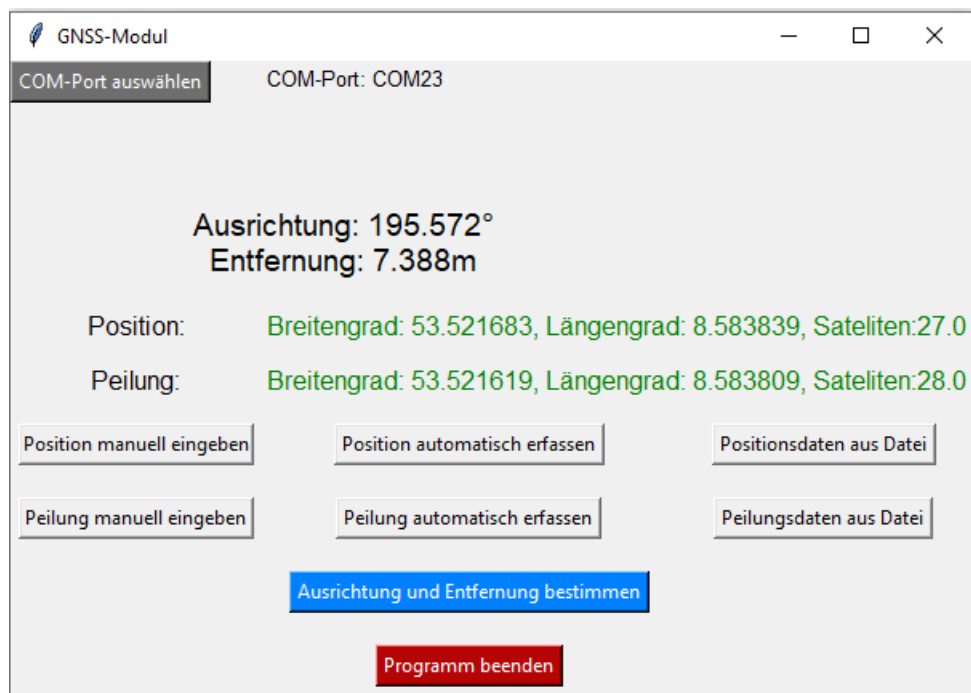 GNSS-Modul
COM-Port auswählen COM-Port: COM23
Ausrichtung: 195.572°
Entfernung: 7.388m
Position: Breitengrad: 53.521683, Längengrad: 8.583839, Sateliten:27.0
Peilung: Breitengrad: 53.521619, Längengrad: 8.583809, Sateliten:28.0
Position manuell eingeben Position automatisch erfassen Positionsdaten aus Datei
Peilung manuell eingeben Peilung automatisch erfassen Peilungsdaten aus Datei
Ausrichtung und Entfernung bestimmen
Programm beenden